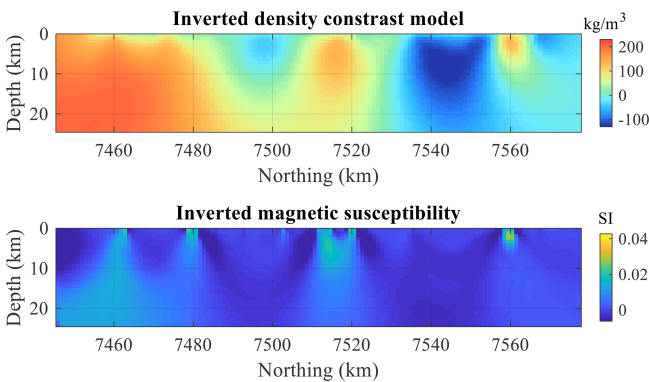 Inverted density constrast model
kg/m³
0
10
20
Depth (km)
200
100
0
-100
7460 7480 7500 7520 7540 7560
Northing (km)
Inverted magnetic susceptibility
SI
0
10
20
Depth (km)
0.04
0.02
0
7460 7480 7500 7520 7540 7560
Northing (km)